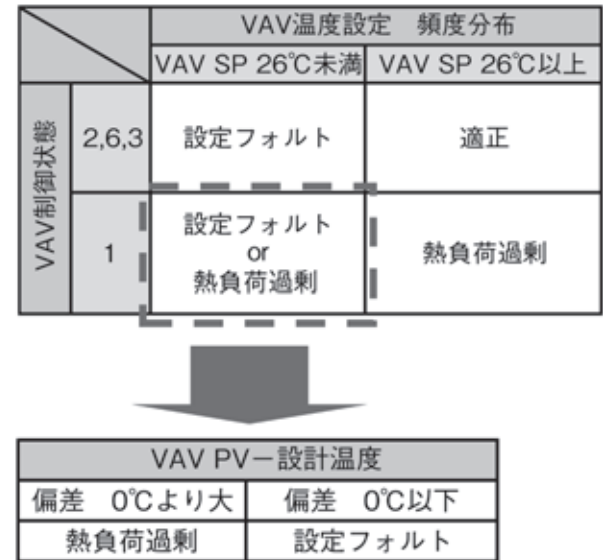 VAV温度設定　頻度分布
VAV SP 26℃未満 VAV SP 26℃以上
VAV制御状態
2,6,3 設定フォルト 適正
1 設定フォルト
or
熱負荷過剰
熱負荷過剰
VAV PV－設計温度
偏差　0℃より大 偏差　0℃以下
熱負荷過剰 設定フォルト